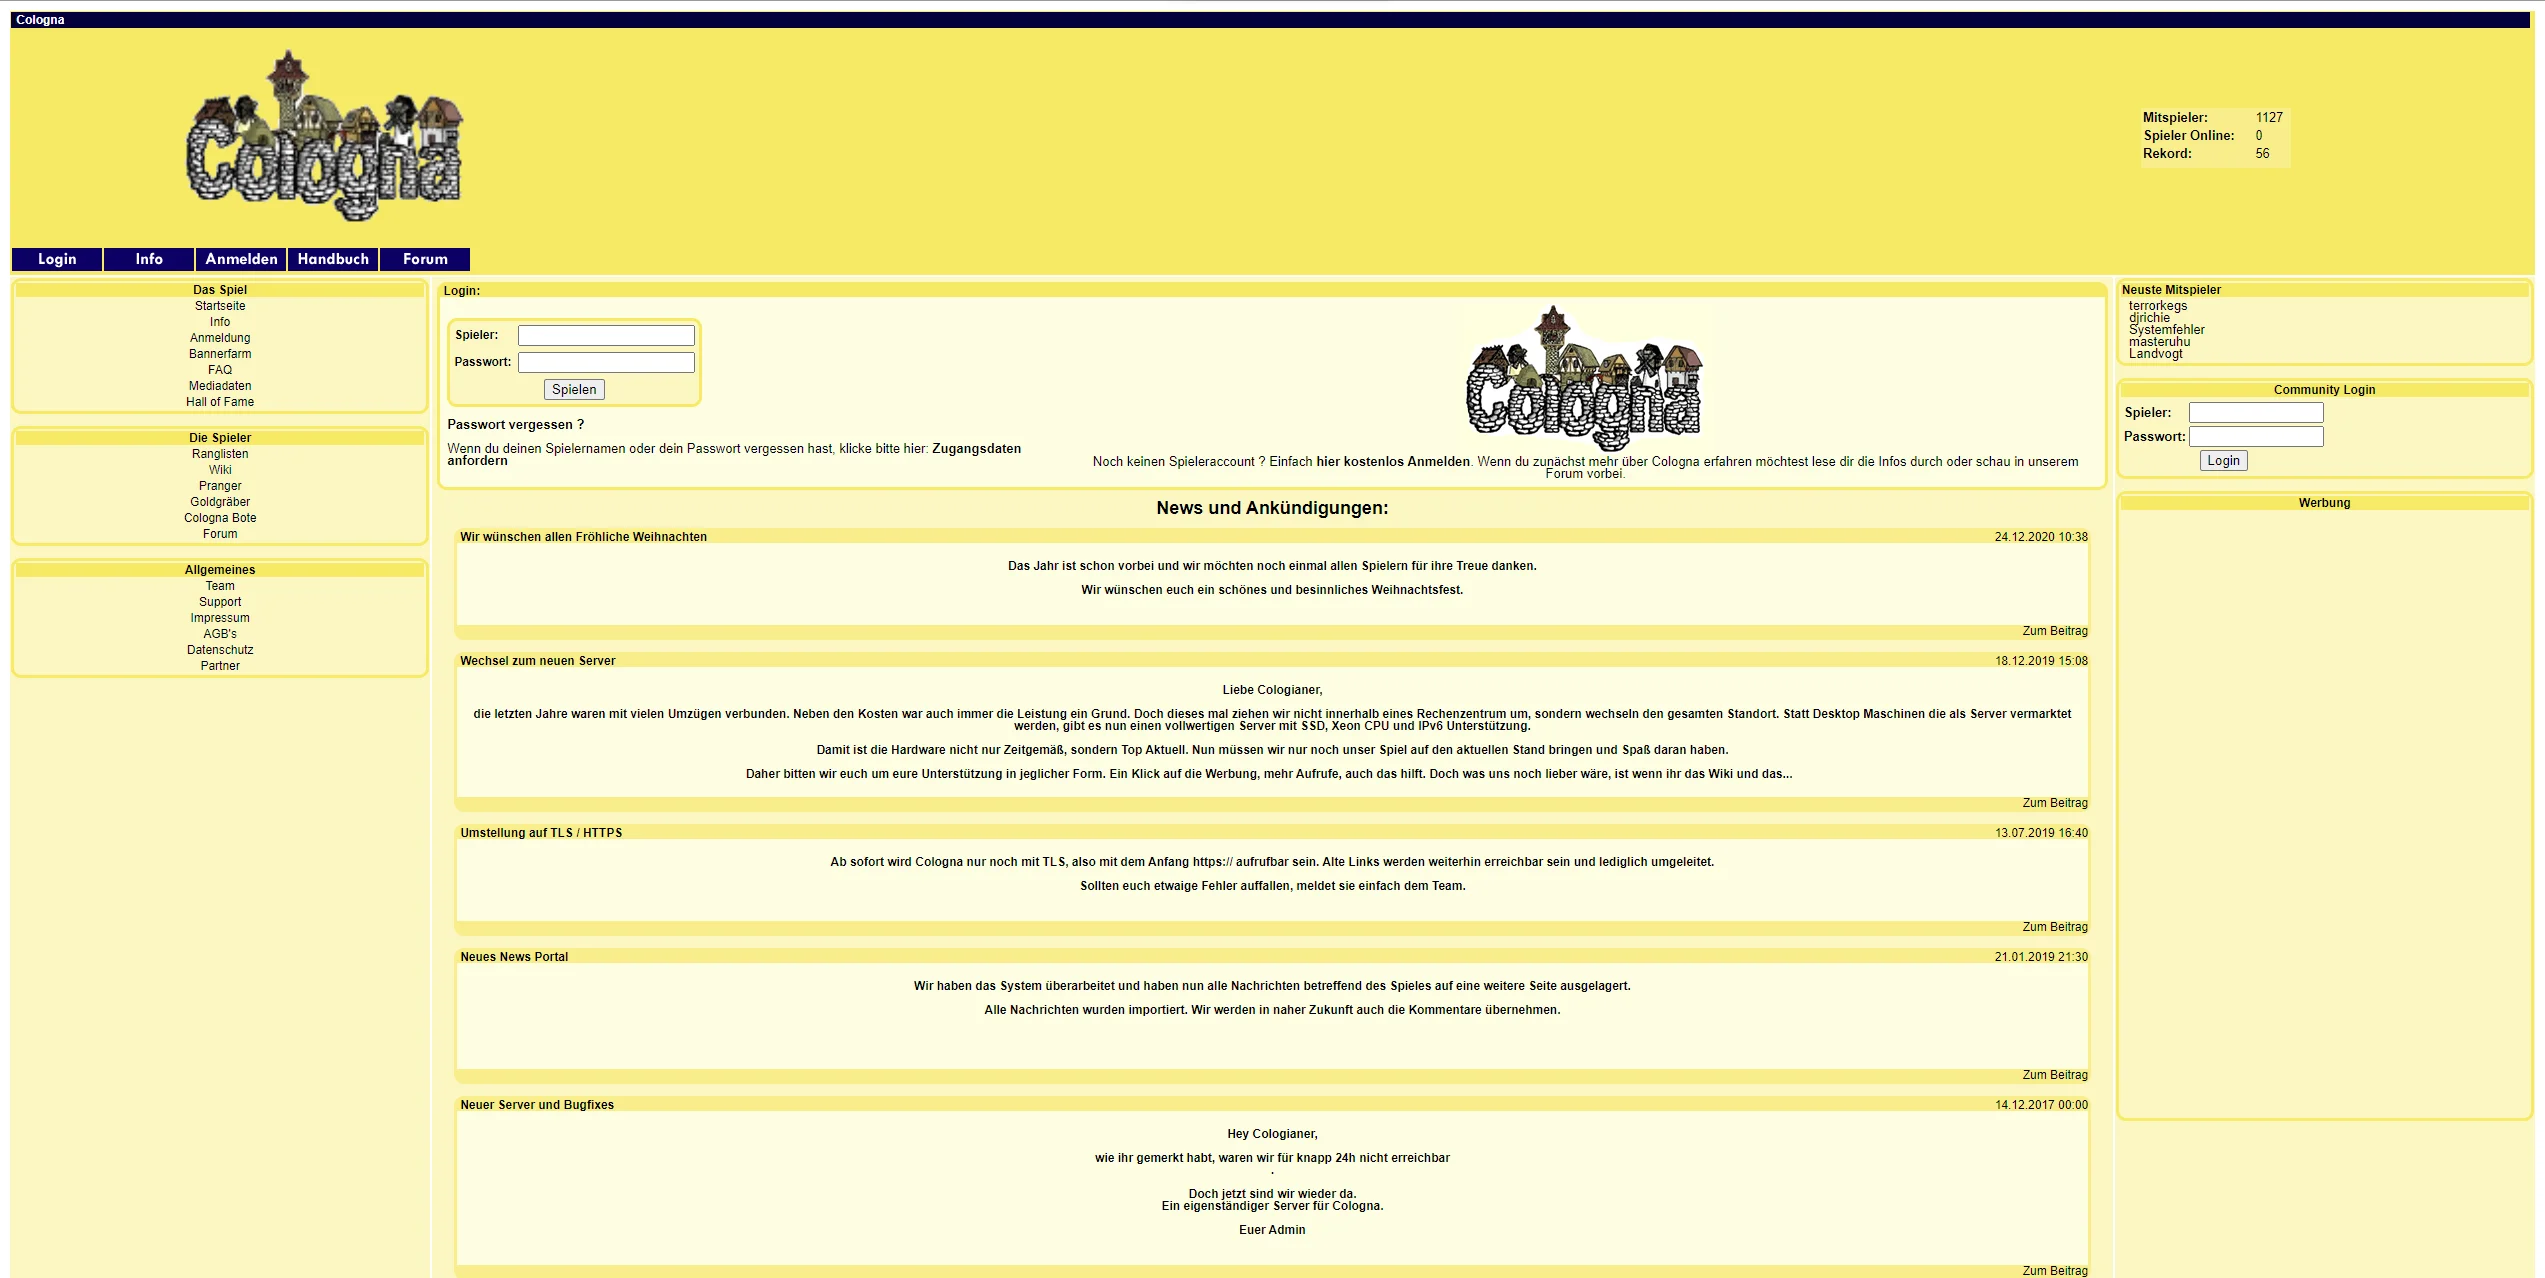 Cologna
Cologna
Mitspieler: 1127
Spieler Online: 0
Rekord: 56
Login Info Anmelden Handbuch Forum
Das Spiel
Startseite
Info
Anmeldung
Bannerfarm
FAQ
Mediadaten
Hall of Fame
Die Spieler
Ranglisten
Wiki
Pranger
Goldgräber
Cologna Bote
Forum
Allgemeines
Team
Support
Impressum
AGB's
Datenschutz
Partner
Login:
Spieler:
Passwort:
Spielen
Passwort vergessen ?
Wenn du deinen Spielernamen oder dein Passwort vergessen hast, klicke bitte hier: Zugangsdaten
anfordern
Cologna
Noch keinen Spieleraccount ? Einfach hier kostenlos Anmelden. Wenn du zunächst mehr über Cologna erfahren möchtest lese dir die Infos durch oder schau in unserem
Forum vorbei.
News und Ankündigungen:
Wir wünschen allen Fröhliche Weihnachten 24.12.2020 10:38
Das Jahr ist schon vorbei und wir möchten noch einmal allen Spielern für ihre Treue danken.
Wir wünschen euch ein schönes und besinnliches Weihnachtsfest.
Zum Beitrag
Wechsel zum neuen Server 18.12.2019 15:08
Liebe Cologianer,
die letzten Jahre waren mit vielen Umzügen verbunden. Neben den Kosten war auch immer die Leistung ein Grund. Doch dieses mal ziehen wir nicht innerhalb eines Rechenzentrum um, sondern wechseln den gesamten Standort. Statt Desktop Maschinen die als Server vermarktet
werden, gibt es nun einen vollwertigen Server mit SSD, Xeon CPU und IPv6 Unterstützung.
Damit ist die Hardware nicht nur Zeitgemäß, sondern Top Aktuell. Nun müssen wir nur noch unser Spiel auf den aktuellen Stand bringen und Spaß daran haben.
Daher bitten wir euch um eure Unterstützung in jeglicher Form. Ein Klick auf die Werbung, mehr Aufrufe, auch das hilft. Doch was uns noch lieber wäre, ist wenn ihr das Wiki und das...
Zum Beitrag
Umstellung auf TLS / HTTPS 13.07.2019 16:40
Ab sofort wird Cologna nur noch mit TLS, also mit dem Anfang https:// aufrufbar sein. Alte Links werden weiterhin erreichbar sein und lediglich umgeleitet.
Sollten euch etwaige Fehler auffallen, meldet sie einfach dem Team.
Zum Beitrag
Neues News Portal 21.01.2019 21:30
Wir haben das System überarbeitet und haben nun alle Nachrichten betreffend des Spieles auf eine weitere Seite ausgelagert.
Alle Nachrichten wurden importiert. Wir werden in naher Zukunft auch die Kommentare übernehmen.
Zum Beitrag
Neuer Server und Bugfixes 14.12.2017 00:00
Hey Cologianer,
wie ihr gemerkt habt, waren wir für knapp 24h nicht erreichbar
.
Doch jetzt sind wir wieder da.
Ein eigenständiger Server für Cologna.
Euer Admin
Zum Beitrag
Neuste Mitspieler
terrorkegs
djrichie
Systemfehler
masteruhu
Landvogt
Community Login
Spieler:
Passwort:
Login
Werbung